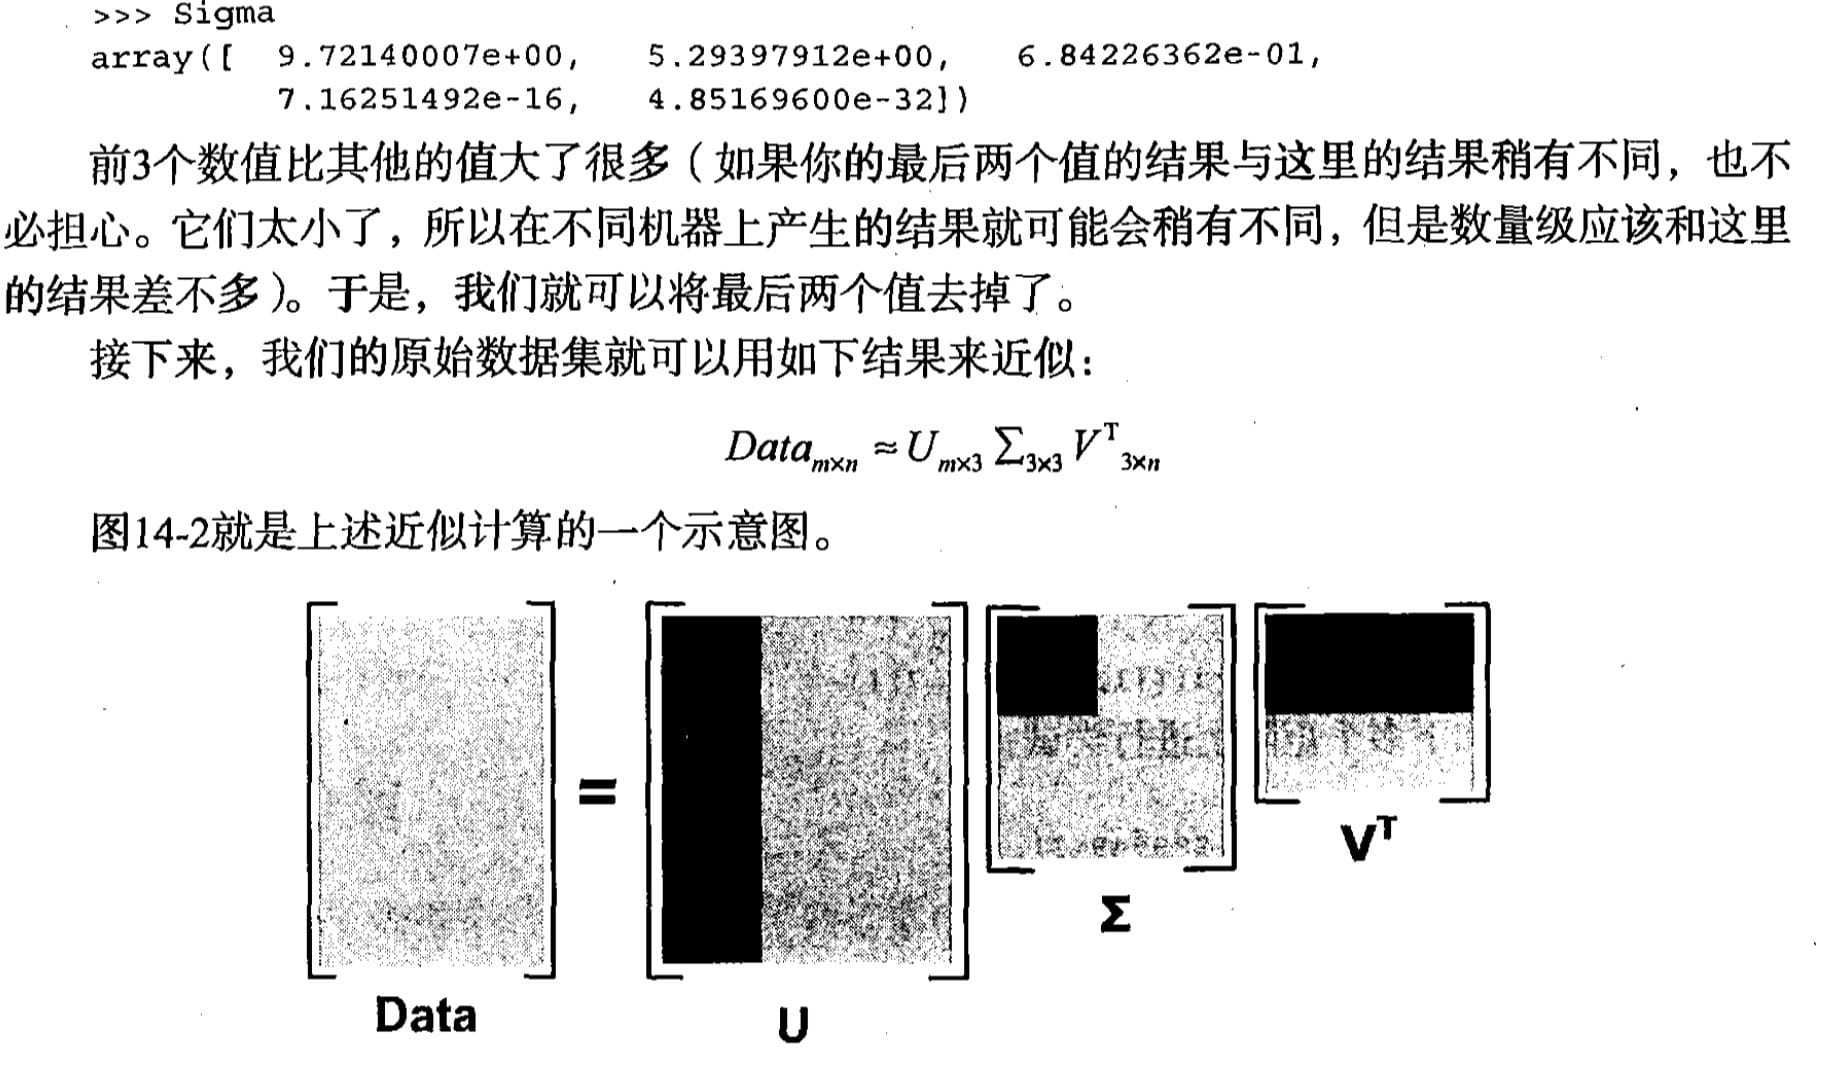 >>> Sigma
array([  9.72140007e+00,   5.29397912e+00,   6.84226362e-01,
         7.16251492e-16,   4.85169600e-32])
前3个数值比其他的值大了很多（如果你的最后两个值的结果与这里的结果稍有不同，也不
必担心。它们太小了，所以在不同机器上产生的结果就可能会稍有不同，但是数量级应该和这里
的结果差不多）。于是，我们就可以将最后两个值去掉了。
接下来，我们的原始数据集就可以用如下结果来近似：
Data_{m×n} ≈ U_{m×3} ∑_{3×3} V^T_{3×n}
图14-2就是上述近似计算的一个示意图。
=
V^T
Σ
Data
U